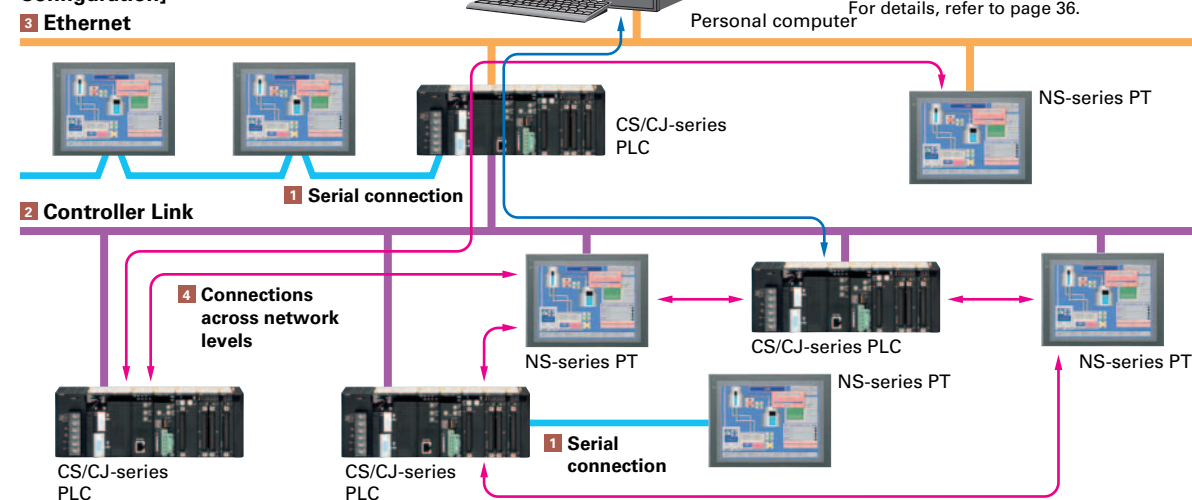 Configuration]
3 Ethernet
Personal computer
For details, refer to page 36.
NS-series PT
CS/CJ-series
PLC
1 Serial connection
2 Controller Link
4 Connections
across network
levels
NS-series PT
CS/CJ-series PLC
NS-series PT
NS-series PT
CS/CJ-series
PLC
CS/CJ-series
PLC
1 Serial
connection